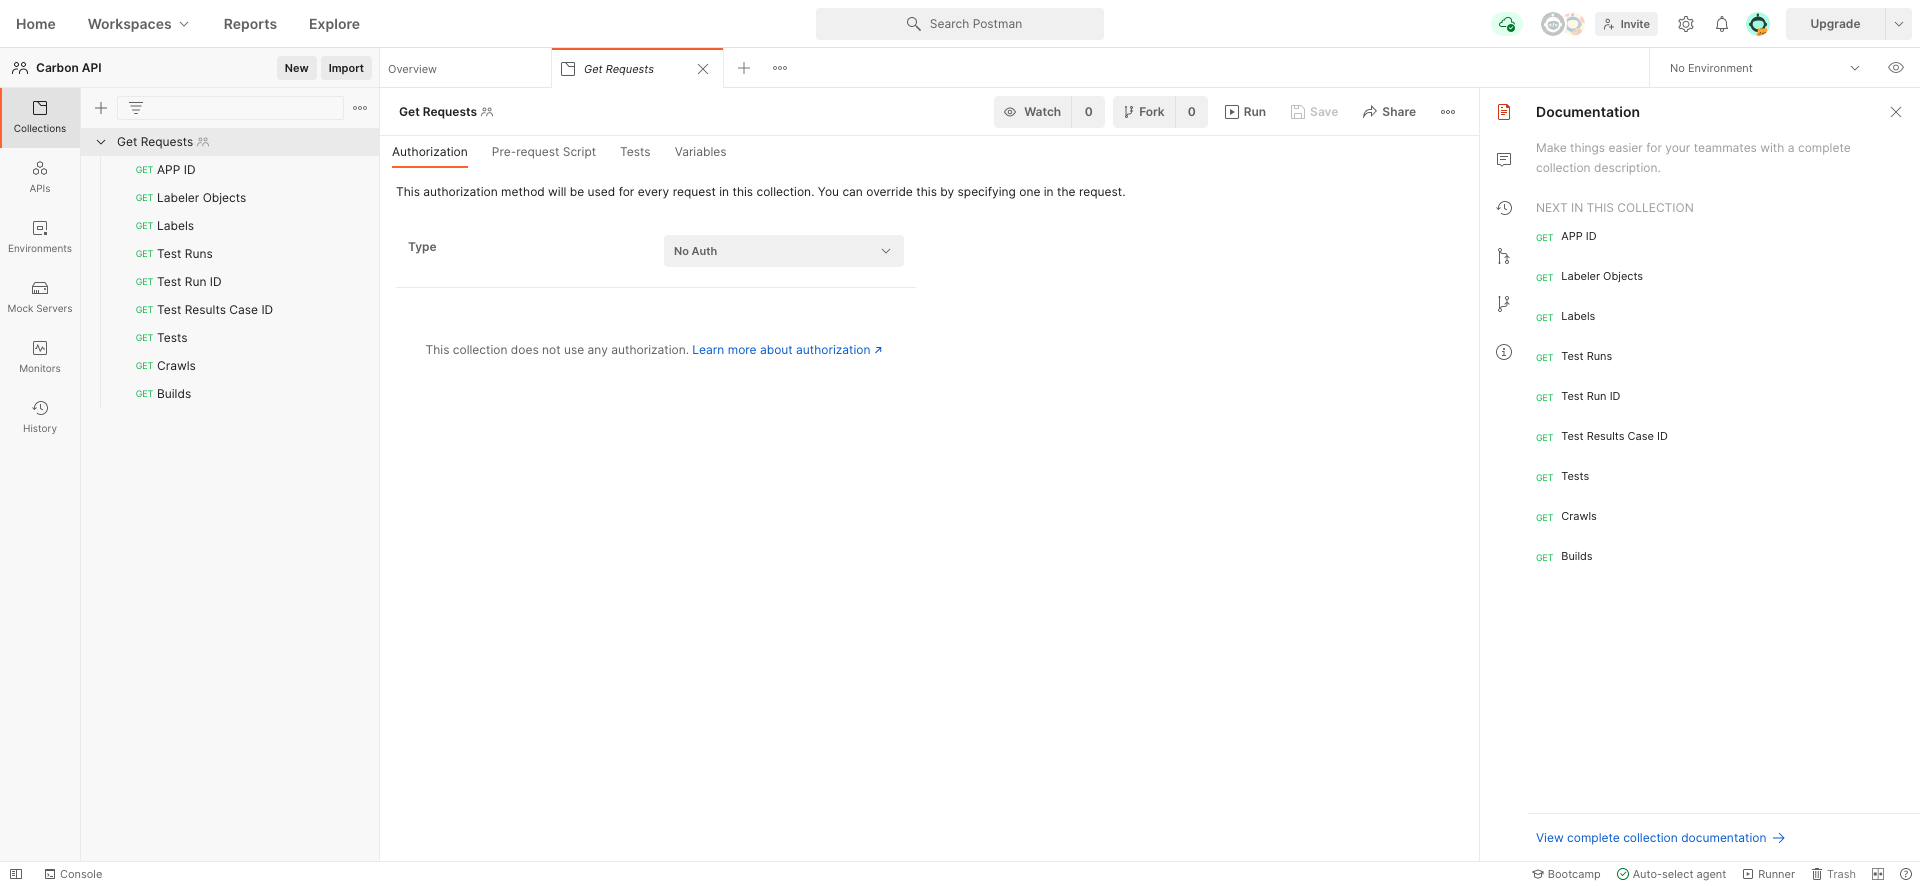 Home Workspaces Reports Explore Search Postman Invite Upgrade
Carbon API New Import Overview Get Requests No Environment
Collections
APIs
Environments
Mock Servers
Monitors
History
Get Requests
GET APP ID
GET Labeler Objects
GET Labels
GET Test Runs
GET Test Run ID
GET Test Results Case ID
GET Tests
GET Crawls
GET Builds
Get Requests Watch 0 Fork 0 Run Save Share
Authorization Pre-request Script Tests Variables
This authorization method will be used for every request in this collection. You can override this by specifying one in the request.
Type No Auth
This collection does not use any authorization. Learn more about authorization ↗
Documentation
Make things easier for your teammates with a complete
collection description.
NEXT IN THIS COLLECTION
GET APP ID
GET Labeler Objects
GET Labels
GET Test Runs
GET Test Run ID
GET Test Results Case ID
GET Tests
GET Crawls
GET Builds
View complete collection documentation →
Console Bootcamp Auto-select agent Runner Trash